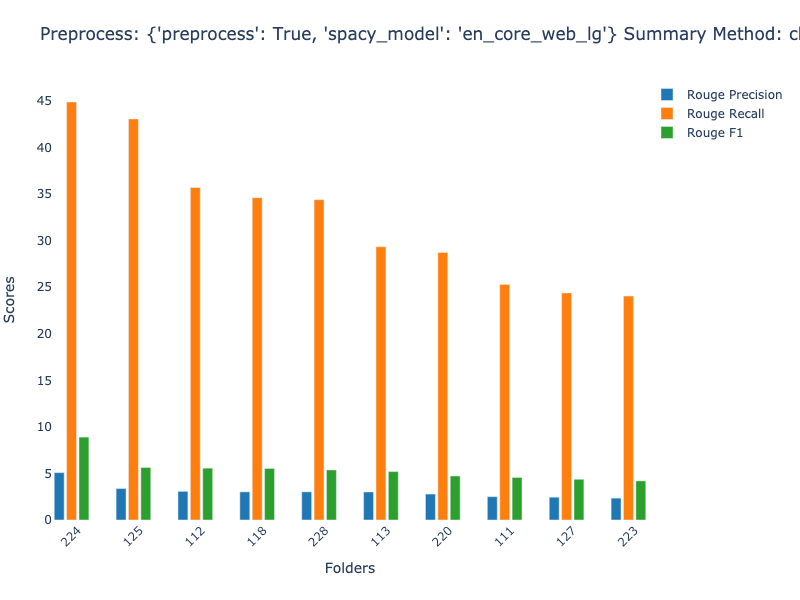 Preprocess: {'preprocess': True, 'spacy_model': 'en_core_web_lg'} Summary Method:
Rouge Precision
Rouge Recall
Rouge F1
45
40
35
30
25
20
15
10
5
0
Scores
224 125 112 118 228 113 220 111 127 223
Folders